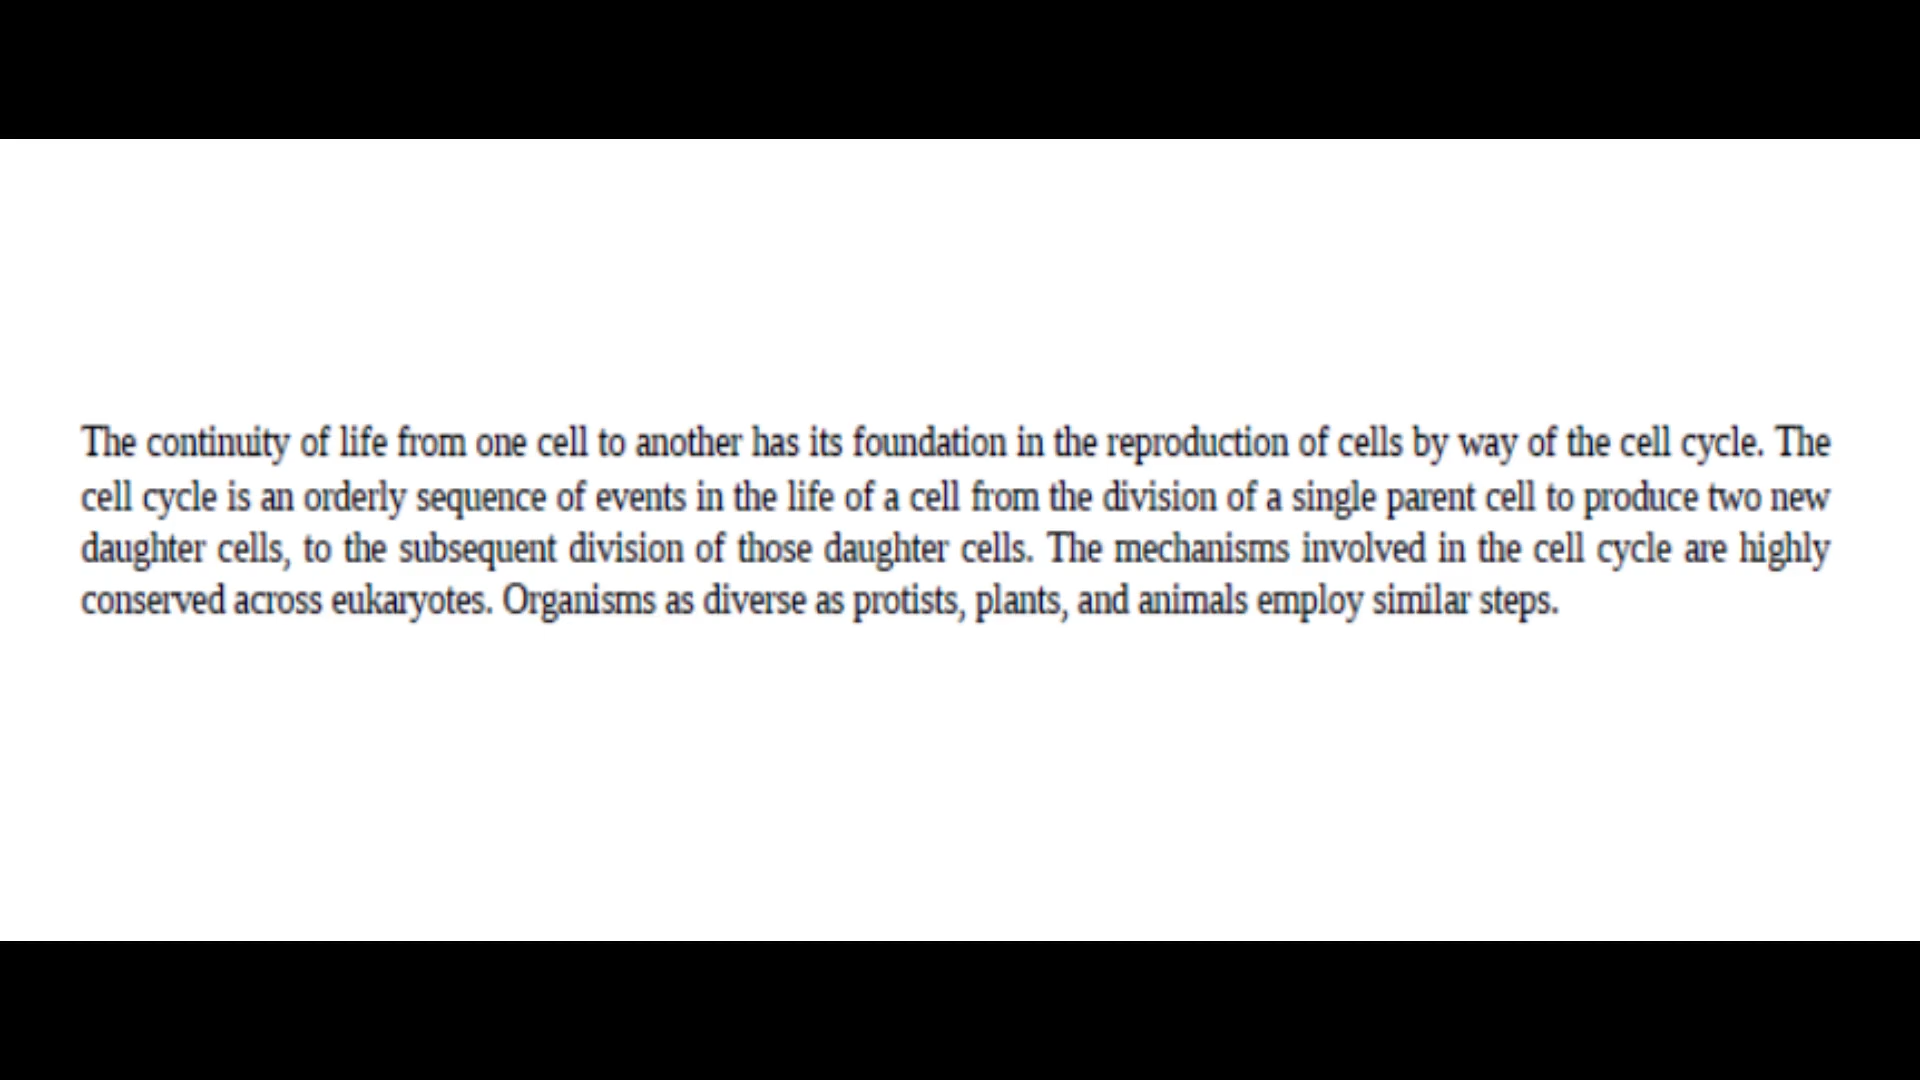 The continuity of life from one cell to another has its foundation in the reproduction of cells by way of the cell cycle. The
cell cycle is an orderly sequence of events in the life of a cell from the division of a single parent cell to produce two new
daughter cells, to the subsequent division of those daughter cells. The mechanisms involved in the cell cycle are highly
conserved across eukaryotes. Organisms as diverse as protists, plants, and animals employ similar steps.